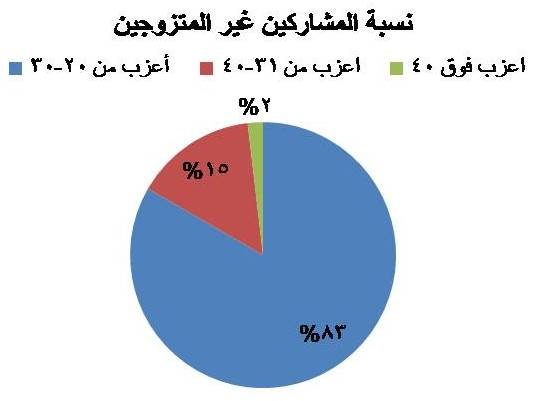 نسبة المشاركين غير المتزوجين
أعزب من ٢٠-٣٠ اعزب من ٣١-٤٠ اعزب فوق ٤٠
%٢
%١٥
%٨٣